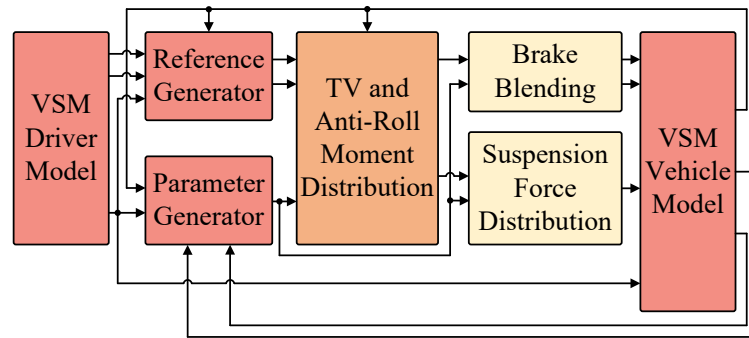 VSM
Driver
Model
Reference
Generator
Parameter
Generator
TV and
Anti-Roll
Moment
Distribution
Brake
Blending
Suspension
Force
Distribution
VSM
Vehicle
Model